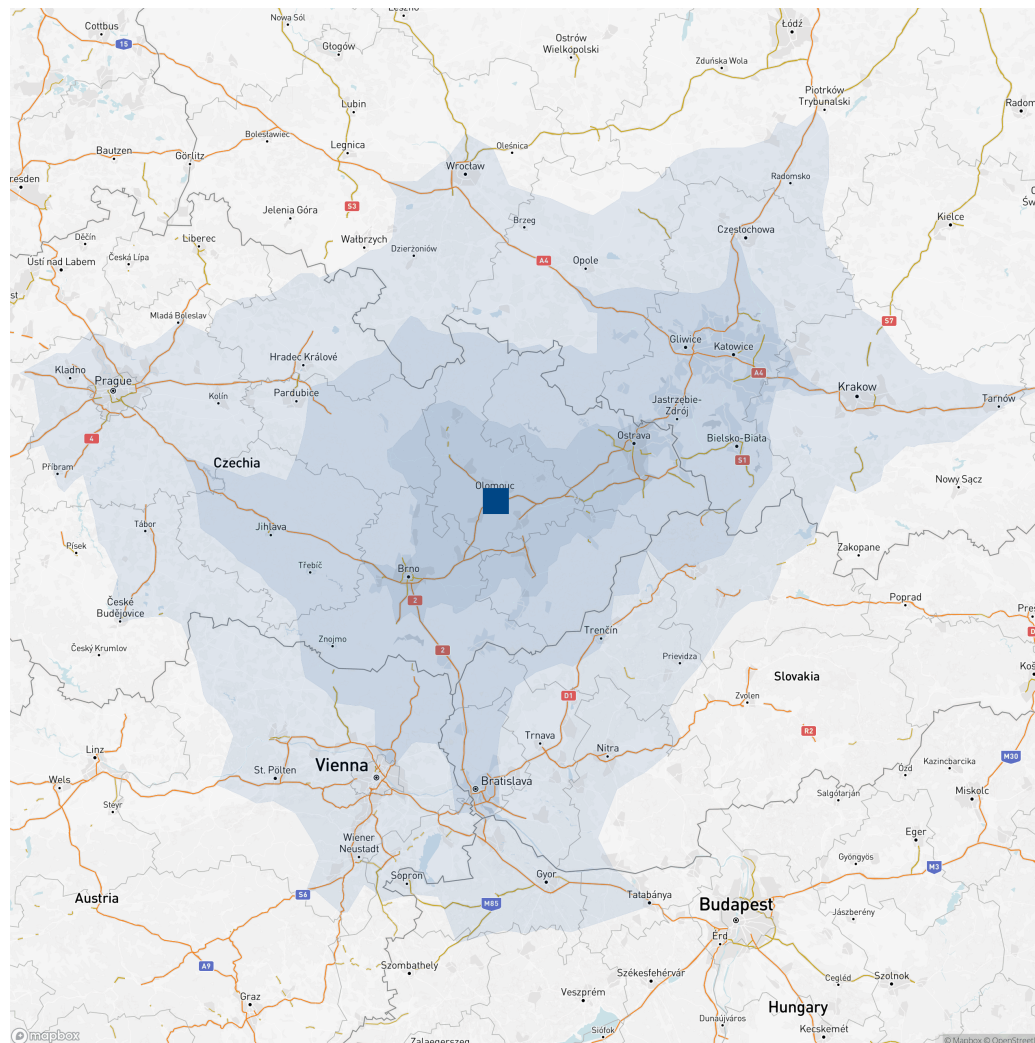 Cottbus
Nowa Sól
Głogów
Ostrów
Wielkopolski
Łódź
Zduńska Wola
15
Piotrków
Trybunalski
Lubin
Bolesławiec
Legnica
Oleśnica
Bautzen
Görlitz
Wrocław
Radomsko
S3
Jelenia Góra
Brzeg
Kielce
Wałbrzych
Częstochowa
Děčín
Liberec
Dzierżoniów
Česká Lípa
Ústí nad Labem
A4
Opole
Mladá Boleslav
S7
Gliwice
Katowice
Hradec Králové
Kladno
Prague
A4
Krakow
Kolín
Pardubice
Tarnów
Jastrzębie-
Zdrój
4
Ostrava
Bielsko-Biała
Czechia
S1
Příbram
Olomouc
Nowy Sącz
Tábor
Jihlava
Písek
Zakopane
Třebíč
Brno
Poprad
2
České
Budějovice
Trenčín
Znojmo
2
Český Krumlov
Prievidza
Slovakia
D1
Zvolen
R2
Trnava
Nitra
Linz
Vienna
St. Pölten
M30
Kazincbarcika
Ózd
Wels
Bratislava
Salgótarján
Miskolc
Steyr
Eger
Wiener
Neustadt
Gyöngyös
M3
Sopron
Gyor
S6
Austria
Tatabánya
M85
Budapest
Jászberény
Érd
A9
Szombathely
Székesfehérvár
Cegléd
Szolnok
Graz
Veszprém
Hungary
Dunaújváros
Siófok
Kecskemét
mapbox
Zalaegerszeg
© Mapbox © OpenStreet